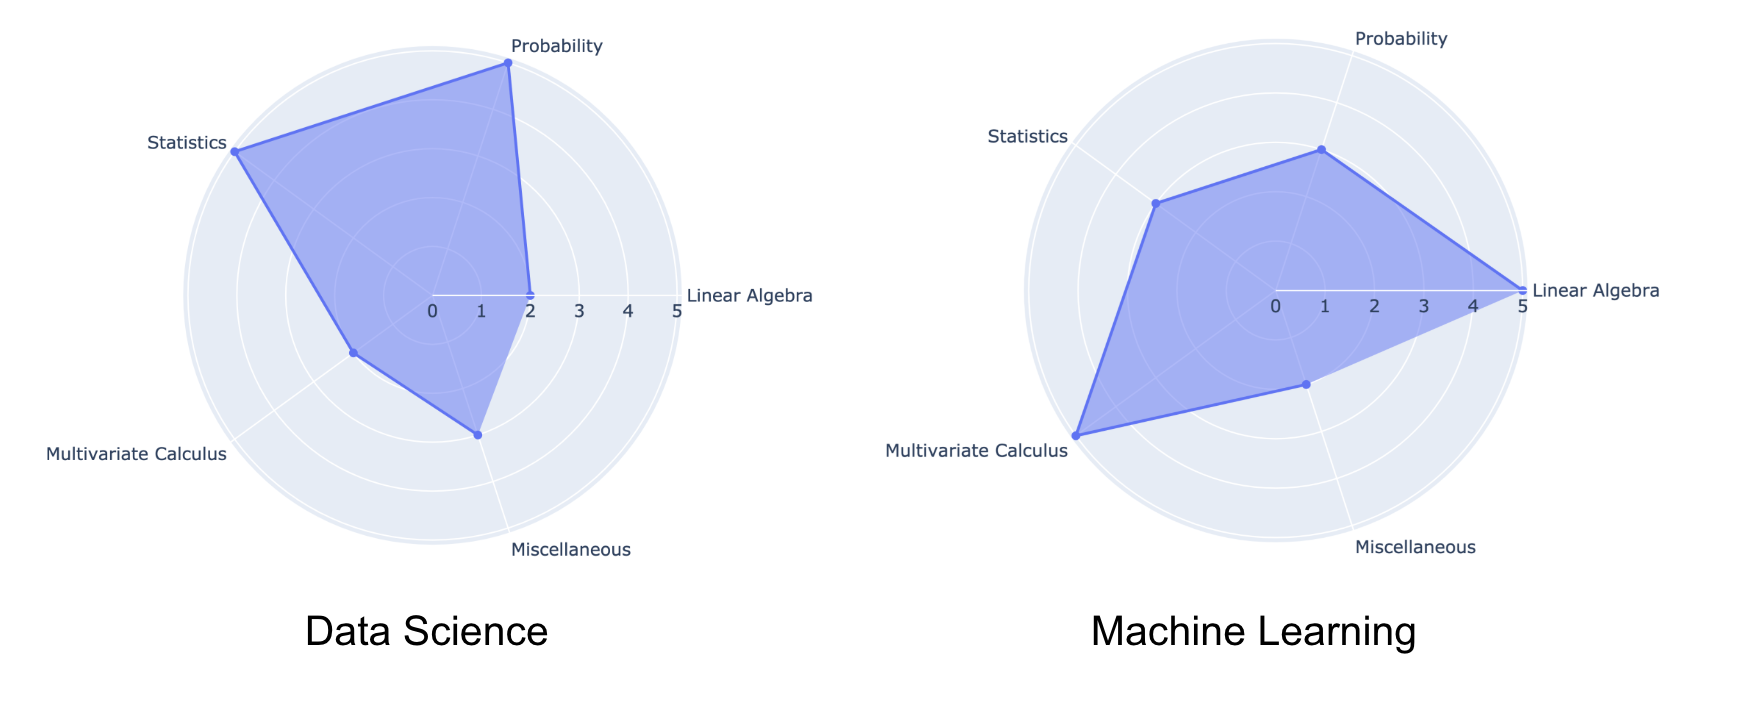 Probability
Statistics
0 1 2 3 4 5
Linear Algebra
Multivariate Calculus
Miscellaneous
Data Science
Probability
Statistics
0 1 2 3 4 5
Linear Algebra
Multivariate Calculus
Miscellaneous
Machine Learning